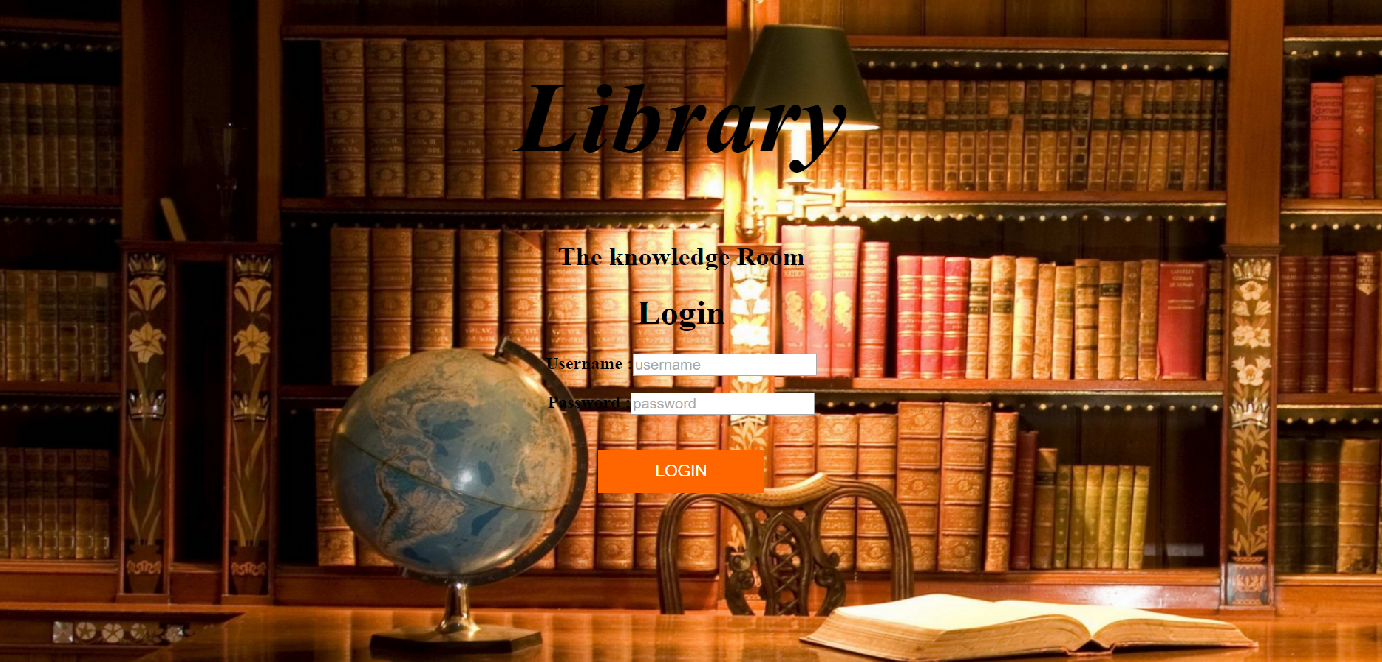 Library
The knowledge Room
Login
Username : username
Password : password
LOGIN